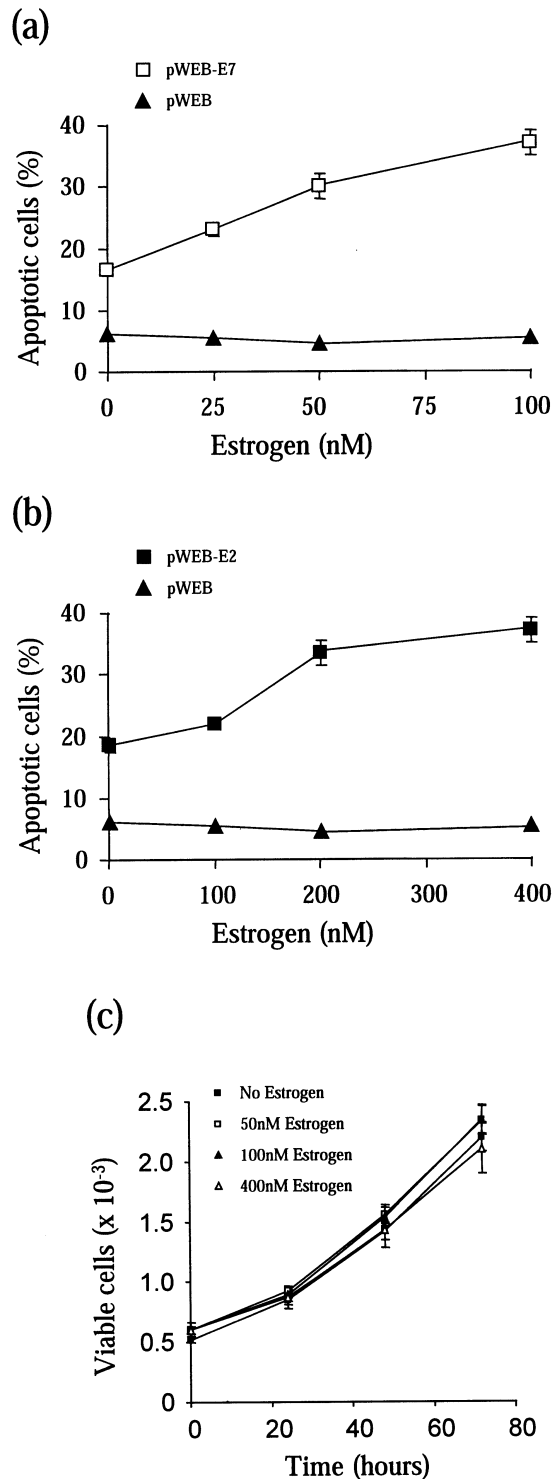 (a)
pWEB-E7
pWEB
Apoptotic cells (%)
40
30
20
10
0
0 25 50 75 100
Estrogen (nM)
(b)
pWEB-E2
pWEB
Apoptotic cells (%)
40
30
20
10
0
0 100 200 300 400
Estrogen (nM)
(c)
No Estrogen
50nM Estrogen
100nM Estrogen
400nM Estrogen
Viable cells (x 10⁻³)
2.5
2.0
1.5
1.0
0.5
0
0 20 40 60 80
Time (hours)